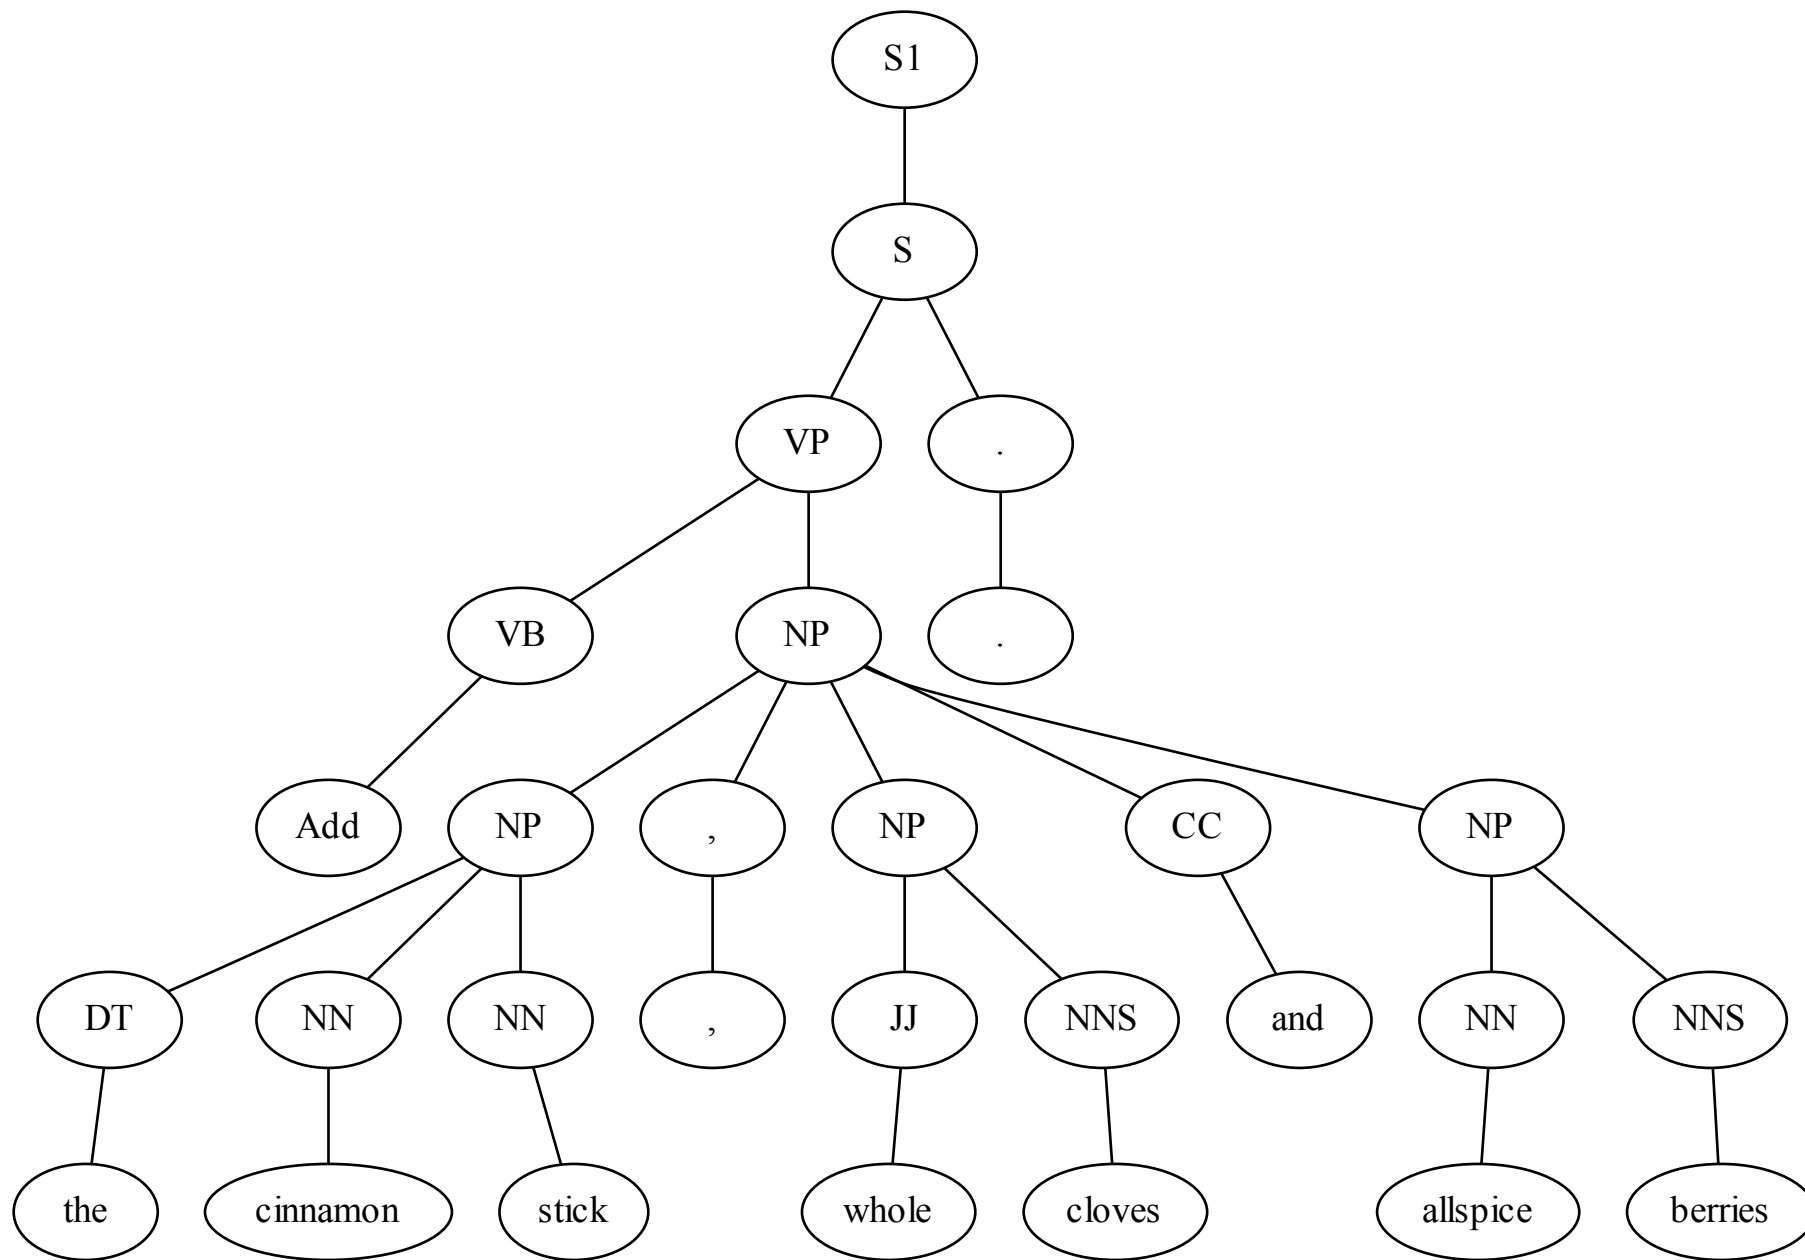 S1
S
VP .
VB NP .
Add NP , NP CC NP
DT NN NN , JJ NNS and NN NNS
the cinnamon stick whole cloves allspice berries